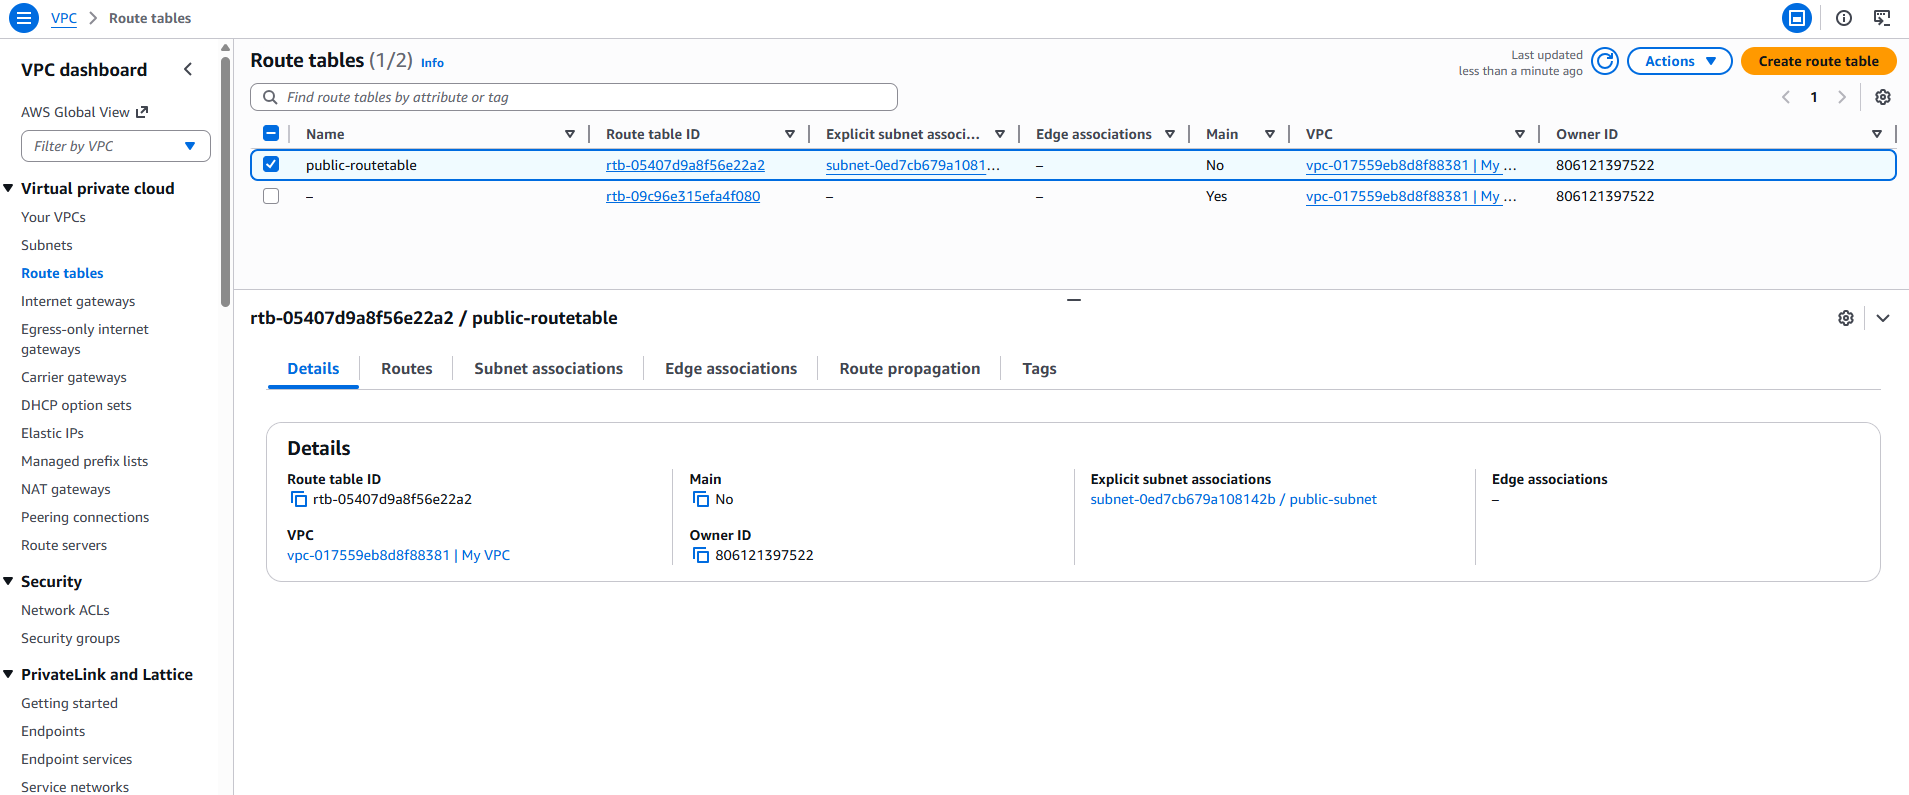 VPC > Route tables
VPC dashboard
AWS Global View
Filter by VPC
Virtual private cloud
Your VPCs
Subnets
Route tables
Internet gateways
Egress-only internet
gateways
Carrier gateways
DHCP option sets
Elastic IPs
Managed prefix lists
NAT gateways
Peering connections
Route servers
Security
Network ACLs
Security groups
PrivateLink and Lattice
Getting started
Endpoints
Endpoint services
Service networks
Route tables (1/2) Info
Last updated
less than a minute ago
Actions
Create route table
Find route tables by attribute or tag
1
Name Route table ID Explicit subnet associ... Edge associations Main VPC Owner ID
public-routetable rtb-05407d9a8f56e22a2 subnet-0ed7cb679a1081... – No vpc-017559eb8d8f88381 | My ... 806121397522
– rtb-09c96e315efa4f080 – – Yes vpc-017559eb8d8f88381 | My ... 806121397522
rtb-05407d9a8f56e22a2 / public-routetable
Details Routes Subnet associations Edge associations Route propagation Tags
Details
Route table ID
rtb-05407d9a8f56e22a2
VPC
vpc-017559eb8d8f88381 | My VPC
Main
No
Owner ID
806121397522
Explicit subnet associations
subnet-0ed7cb679a108142b / public-subnet
Edge associations
–